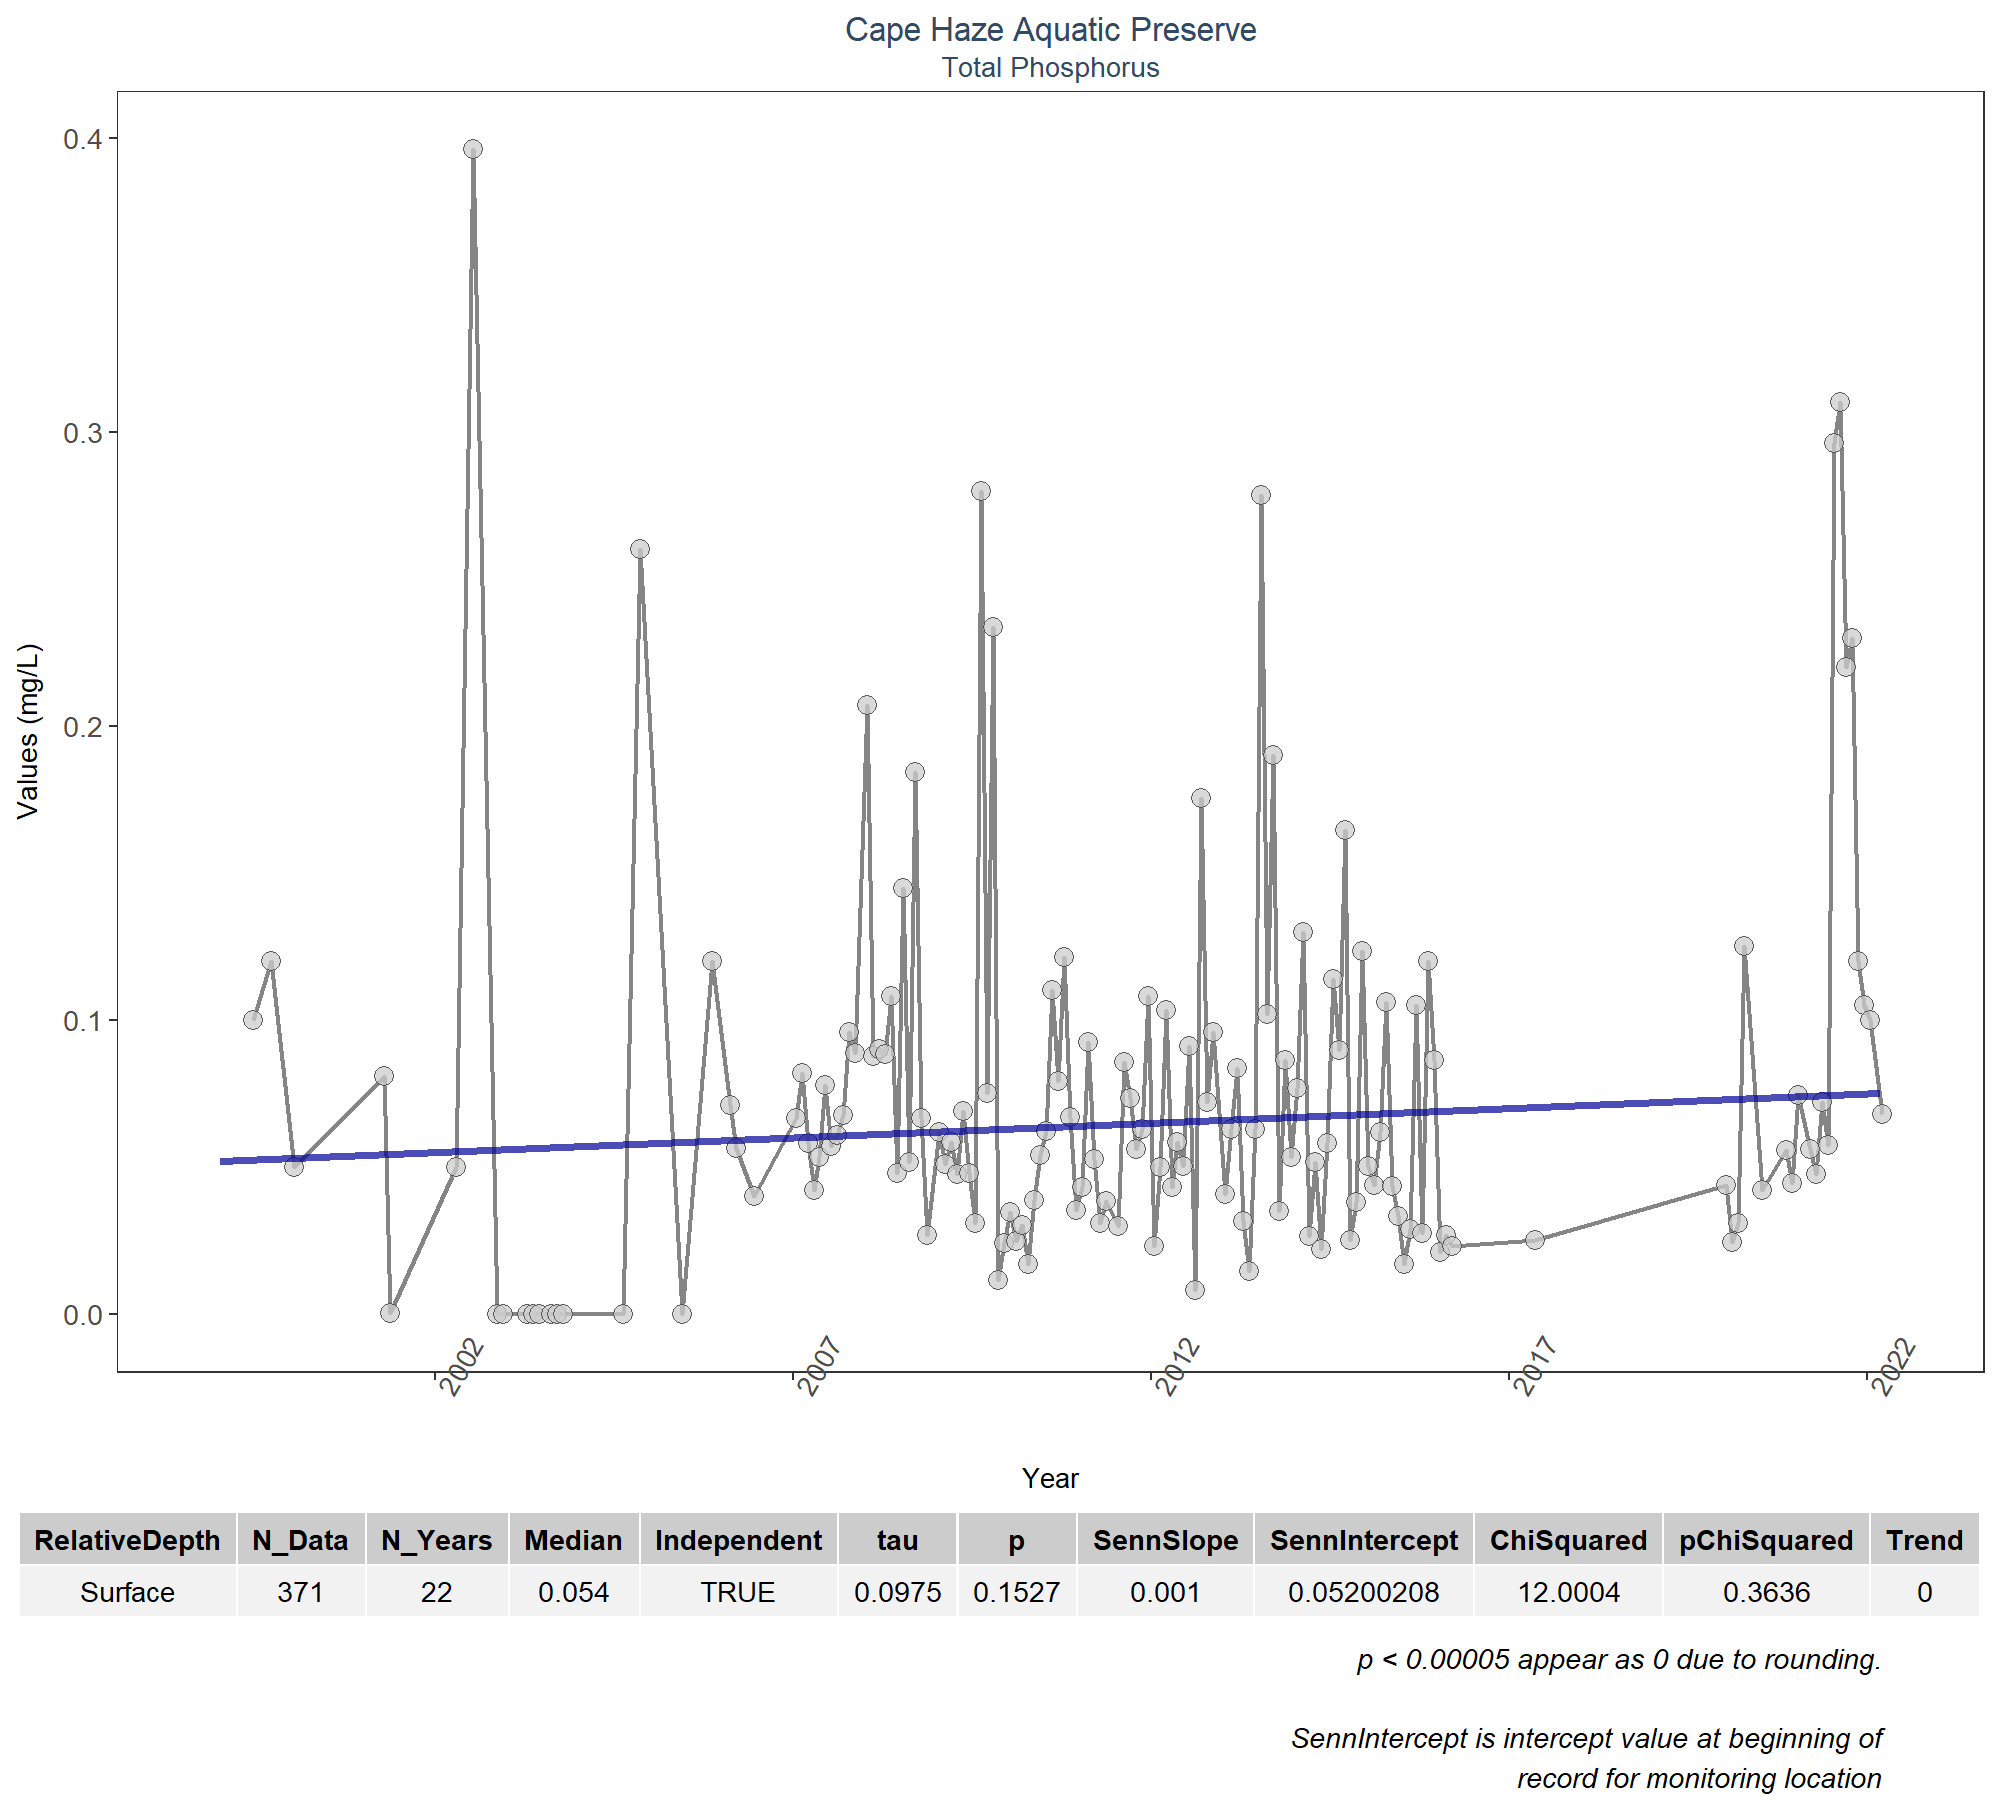 Cape Haze Aquatic Preserve
Total Phosphorus
Values (mg/L)
0.4
0.3
0.2
0.1
0.0
2002 2007 2012 2017 2022
Year
RelativeDepth N_Data N_Years Median Independent tau p SennSlope SennIntercept ChiSquared pChiSquared Trend
Surface 371 22 0.054 TRUE 0.0975 0.1527 0.001 0.05200208 12.0004 0.3636 0
p < 0.00005 appear as 0 due to rounding.
SennIntercept is intercept value at beginning of
record for monitoring location